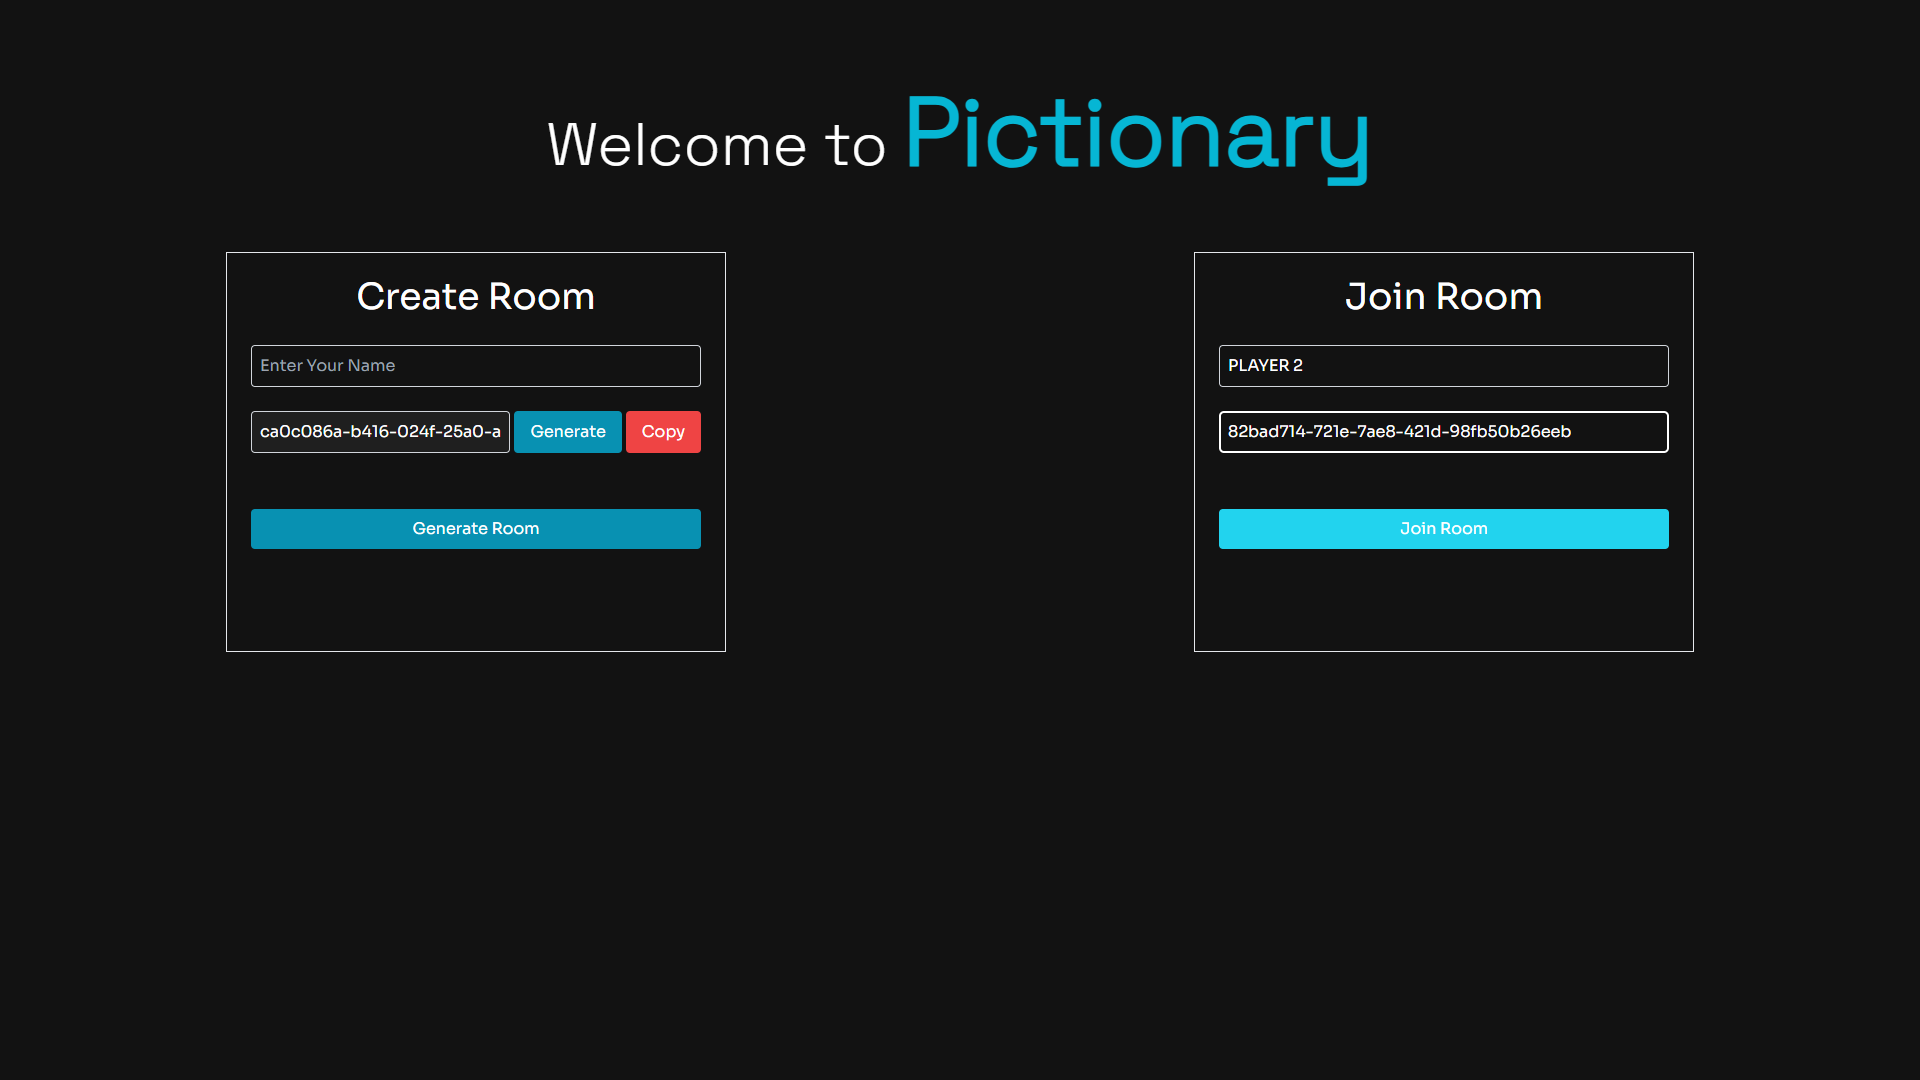 Welcome to Pictionary
Create Room
Enter Your Name
ca0c086a-b416-024f-25a0-a
Generate
Copy
Generate Room
Join Room
PLAYER 2
82bad714-721e-7ae8-421d-98fb50b26eeb
Join Room